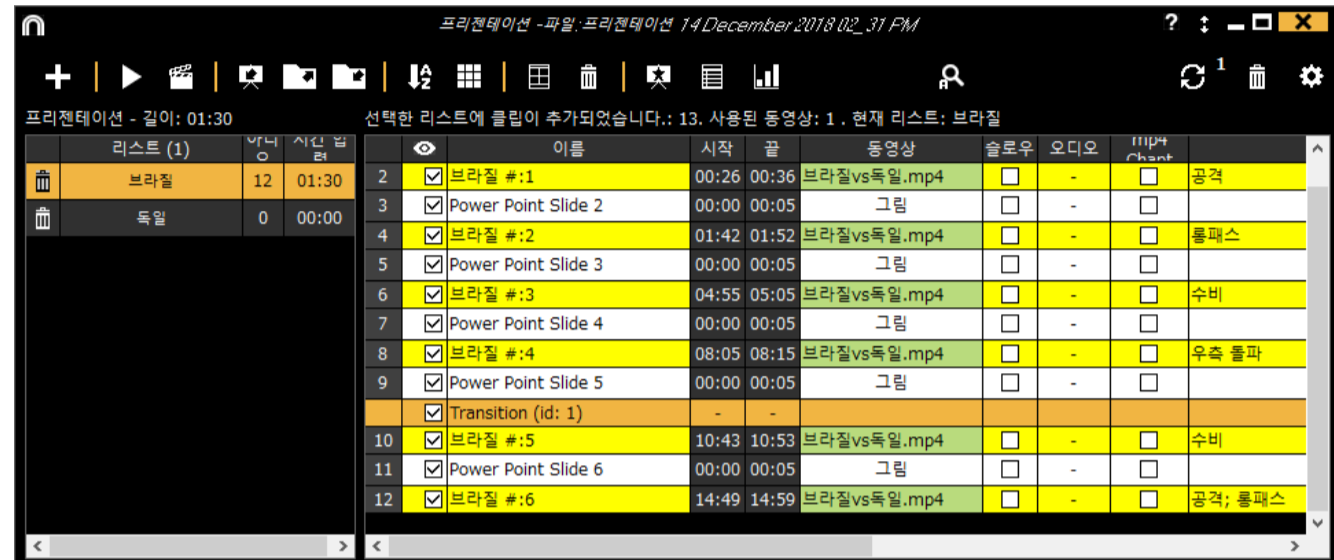 프리젠테이션 -파일:프리젠테이션 14 December 2018 02_31 PM
?
1
프리젠테이션 - 길이: 01:30
선택한 리스트에 클립이 추가되었습니다.: 13. 사용된 동영상: 1 . 현재 리스트: 브라질
리스트 (1) 시간 입력
브라질 12 01:30
독일 0 00:00
이름 시작 끝 동영상 슬로우 오디오 mp4 Chapt
2 브라질 #:1 00:26 00:36 브라질vs독일.mp4 - 공격
3 Power Point Slide 2 00:00 00:05 그림 -
4 브라질 #:2 01:42 01:52 브라질vs독일.mp4 - 롱패스
5 Power Point Slide 3 00:00 00:05 그림 -
6 브라질 #:3 04:55 05:05 브라질vs독일.mp4 - 수비
7 Power Point Slide 4 00:00 00:05 그림 -
8 브라질 #:4 08:05 08:15 브라질vs독일.mp4 - 우측 돌파
9 Power Point Slide 5 00:00 00:05 그림 -
Transition (id: 1) - -
10 브라질 #:5 10:43 10:53 브라질vs독일.mp4 - 수비
11 Power Point Slide 6 00:00 00:05 그림 -
12 브라질 #:6 14:49 14:59 브라질vs독일.mp4 - 공격; 롱패스